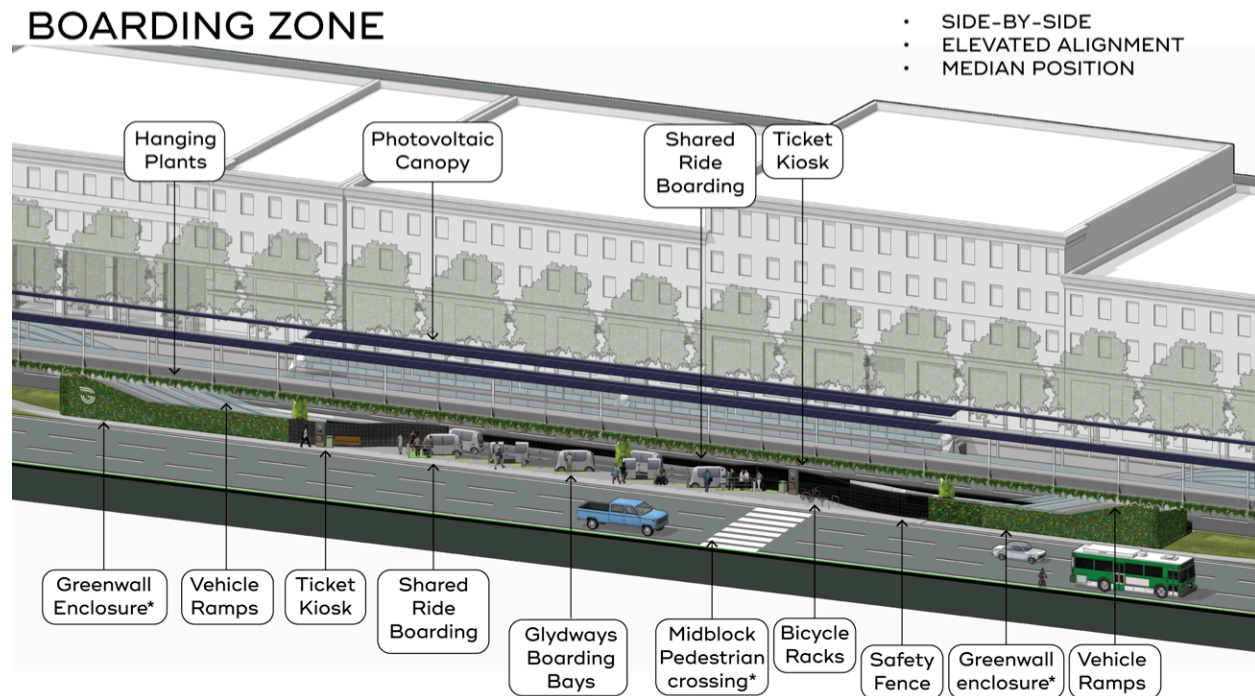 BOARDING ZONE
• SIDE-BY-SIDE
• ELEVATED ALIGNMENT
• MEDIAN POSITION
Hanging
Plants
Photovoltaic
Canopy
Shared
Ride
Boarding
Ticket
Kiosk
Greenwall
Enclosure*
Vehicle
Ramps
Ticket
Kiosk
Shared
Ride
Boarding
Glydways
Boarding
Bays
Midblock
Pedestrian
crossing*
Bicycle
Racks
Safety
Fence
Greenwall
enclosure*
Vehicle
Ramps